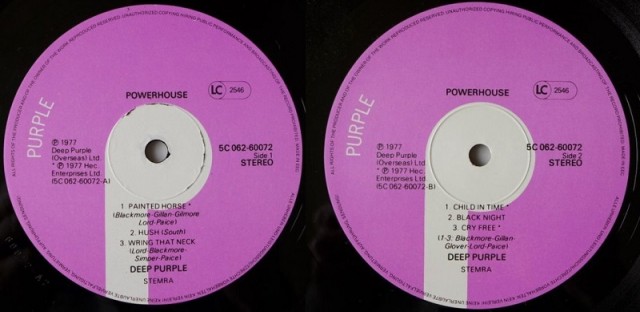 POWERHOUSE
LC 2546
PURPLE
℗ 1977
Deep Purple
(Overseas) Ltd.
* ℗ 1977 Hec.
Enterprises Ltd.
(5C 062-60072-A)
5C 062-60072
Side 1
STEREO
1. PAINTED HORSE *
(Blackmore-Gillan-Gilmore
Lord-Paice)
2. HUSH (South)
3. WRING THAT NECK
(Lord-Blackmore-
Simper-Paice)
DEEP PURPLE
STEMRA
POWERHOUSE
LC 2546
PURPLE
℗ 1977
Deep Purple
(Overseas) Ltd.
* ℗ 1977 Hec.
Enterprises Ltd.
(5C 062-60072-B)
5C 062-60072
Side 2
STEREO
1. CHILD IN TIME *
2. BLACK NIGHT
3. CRY FREE *
(1-3: Blackmore-Gillan-
Glover-Lord-Paice)
DEEP PURPLE
STEMRA